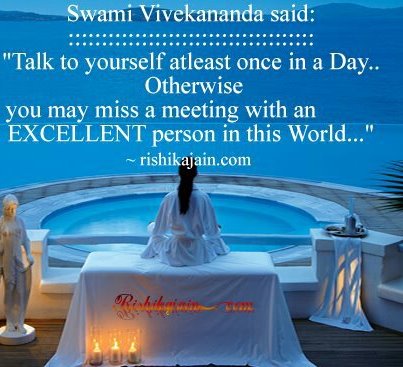 Swami Vivekananda said:
::::::::::::::::::::::::::::::::::::
"Talk to yourself atleast once in a Day..
Otherwise
you may miss a meeting with an
EXCELLENT person in this World..."
~ rishikajain.com
Rishikajain.com